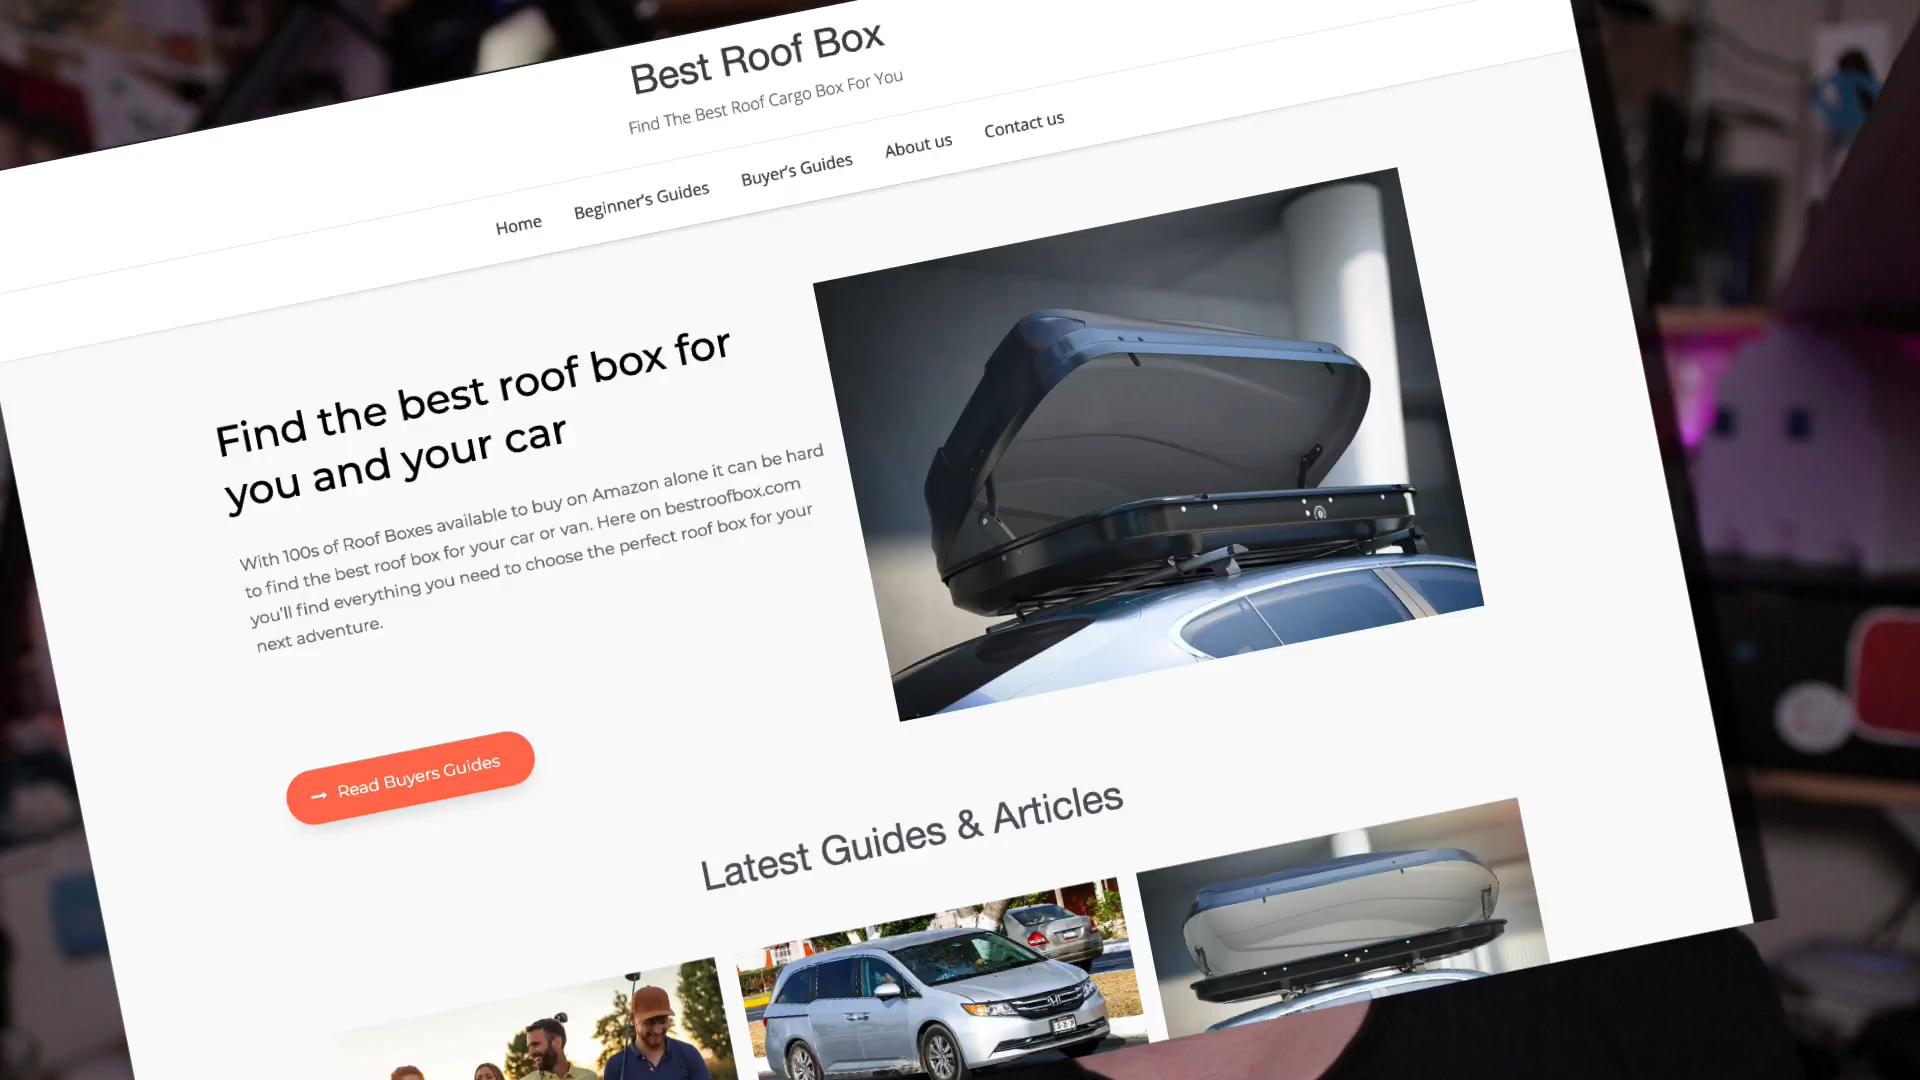 Best Roof Box
Find The Best Roof Cargo Box For You
Home Beginner's Guides Buyer's Guides About us Contact us
Find the best roof box for
you and your car
With 100s of Roof Boxes available to buy on Amazon alone it can be hard
to find the best roof box for your car or van. Here on bestroofbox.com
you'll find everything you need to choose the perfect roof box for your
next adventure.
→ Read Buyers Guides
Latest Guides & Articles